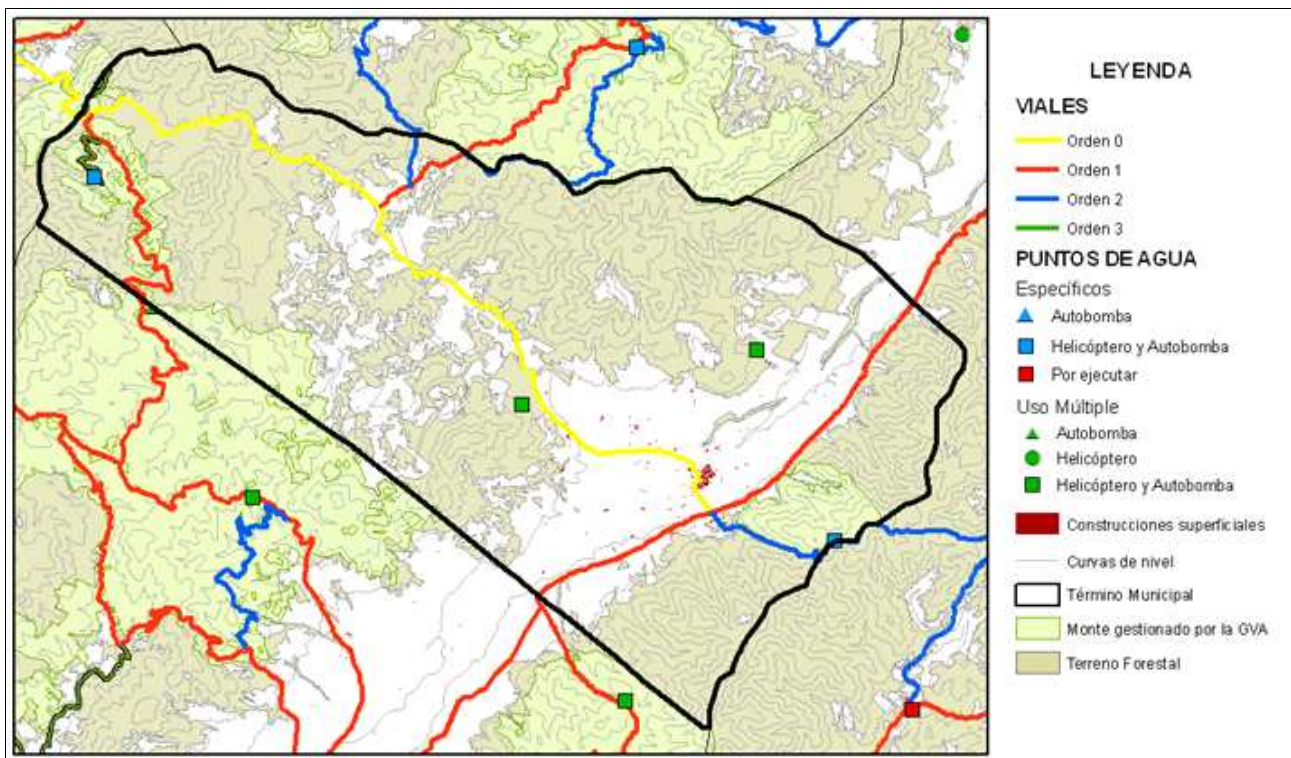 LEYENDA
VIALES
Orden 0
Orden 1
Orden 2
Orden 3
PUNTOS DE AGUA
Específicos
Autobomba
Helicóptero y Autobomba
Por ejecutar
Uso Múltiple
Autobomba
Helicóptero
Helicóptero y Autobomba
Construcciones superficiales
Curvas de nivel
Término Municipal
Monte gestionado por la GVA
Terreno Forestal